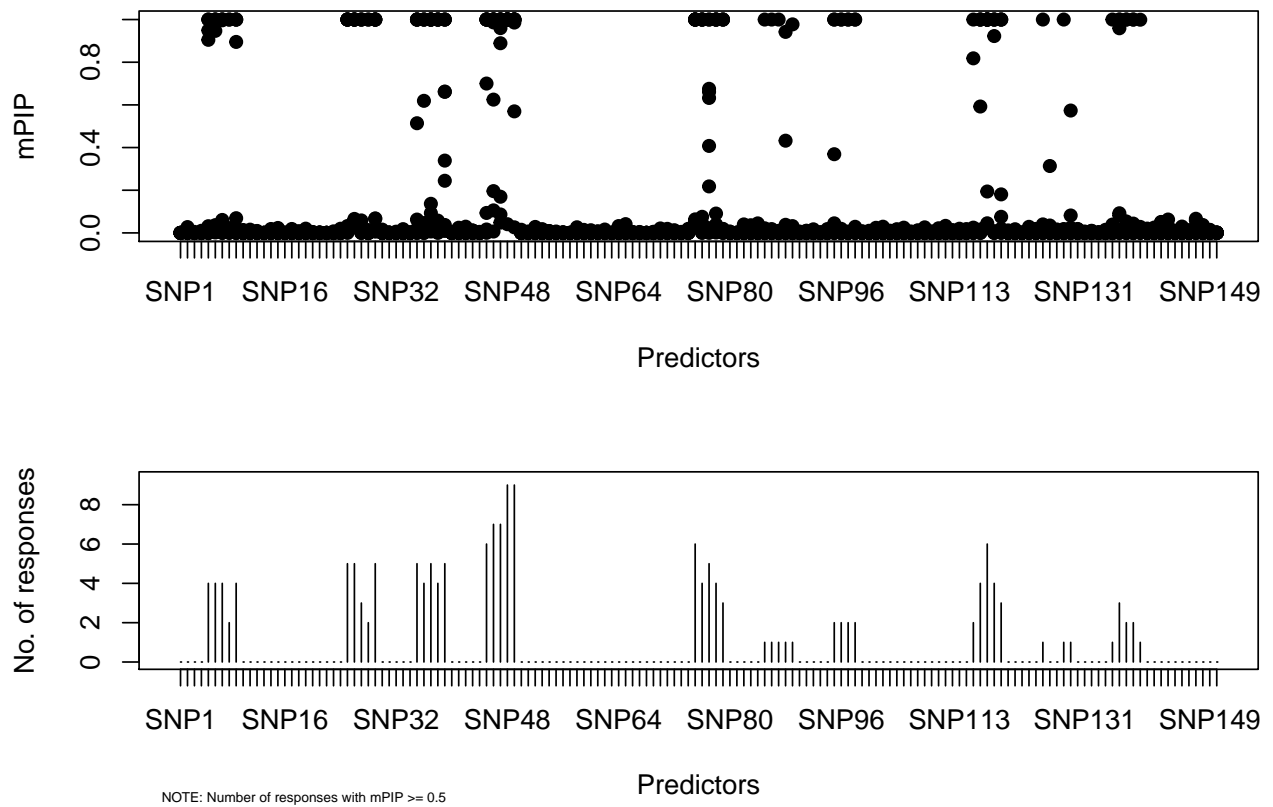 mPIP
0.8
0.4
0.0
SNP1 SNP16 SNP32 SNP48 SNP64 SNP80 SNP96 SNP113 SNP131 SNP149
Predictors
No. of responses
8
6
4
2
0
SNP1 SNP16 SNP32 SNP48 SNP64 SNP80 SNP96 SNP113 SNP131 SNP149
Predictors
NOTE: Number of responses with mPIP >= 0.5